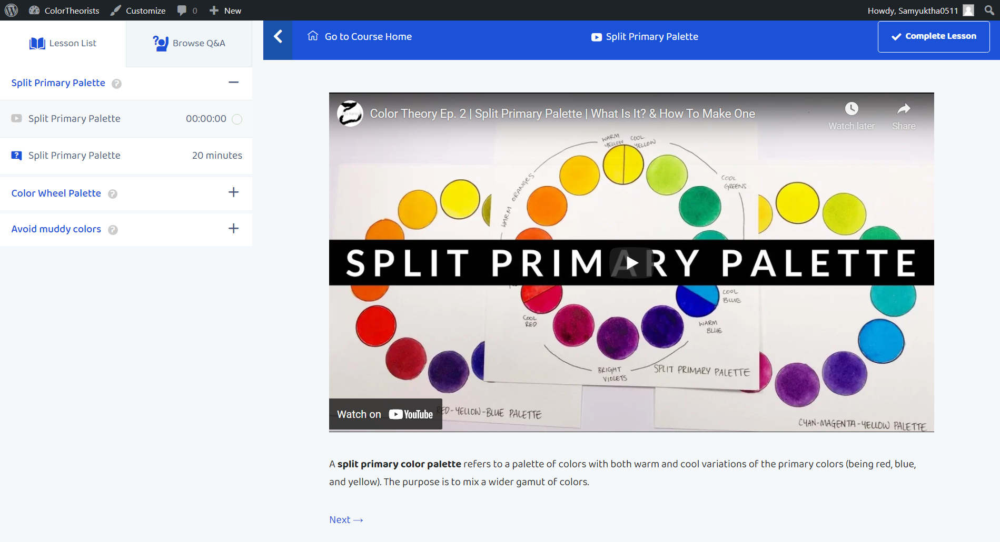 ColorTheorists
Customize
0
New
Howdy, Samyuktha0511
Lesson List
Browse Q&A
Go to Course Home
Split Primary Palette
Complete Lesson
Split Primary Palette
Split Primary Palette
00:00:00
Split Primary Palette
20 minutes
Color Wheel Palette
Avoid muddy colors
Color Theory Ep. 2 | Split Primary Palette | What Is It? & How To Make One
Watch later
Share
WARM
YELLOW
COOL
YELLOW
WARM ORANGES
COOL
GREENS
SPLIT PRIMARY PALETTE
COOL
BLUE
COOL
RED
WARM
BLUE
BRIGHT
VIOLETS
SPLIT PRIMARY PALETTE
Watch on YouTube
RED-YELLOW-BLUE PALETTE
CYAN-MAGENTA-YELLOW PALETTE
A split primary color palette refers to a palette of colors with both warm and cool variations of the primary colors (being red, blue,
and yellow). The purpose is to mix a wider gamut of colors.
Next →